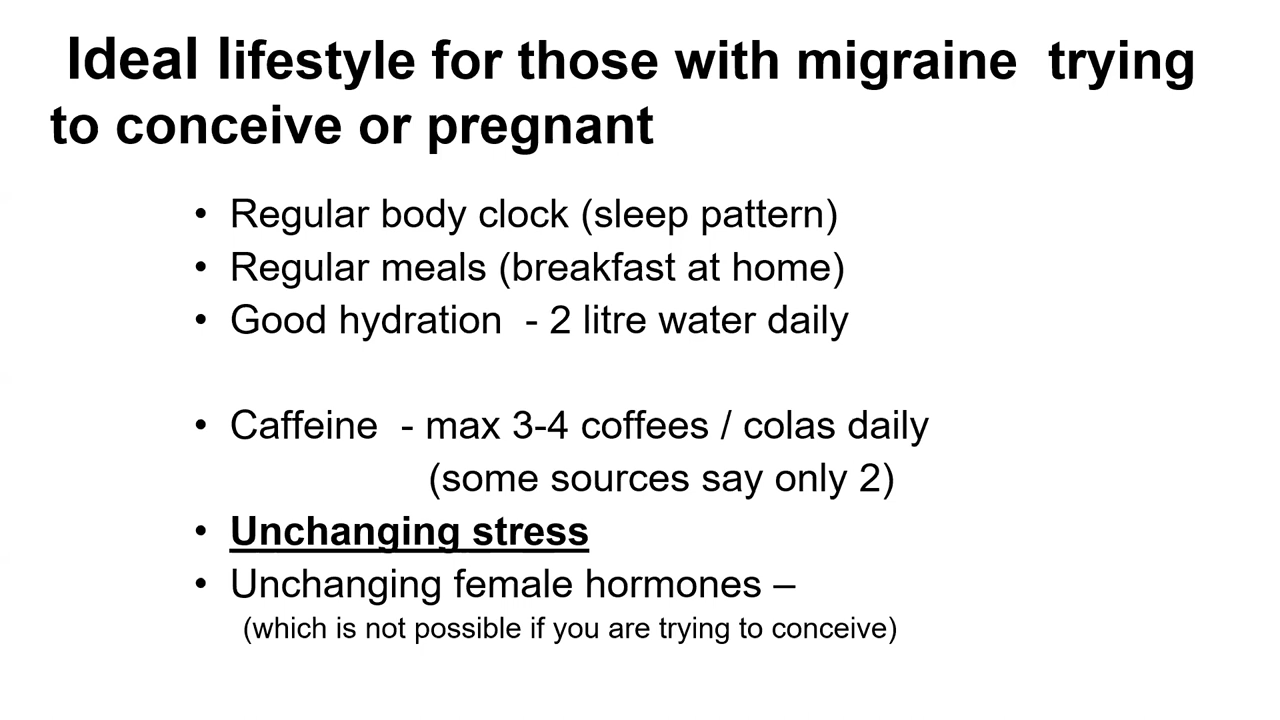 Ideal lifestyle for those with migraine  trying
to conceive or pregnant
• Regular body clock (sleep pattern)
• Regular meals (breakfast at home)
• Good hydration  - 2 litre water daily
• Caffeine  - max 3-4 coffees / colas daily
(some sources say only 2)
• Unchanging stress
• Unchanging female hormones –
(which is not possible if you are trying to conceive)